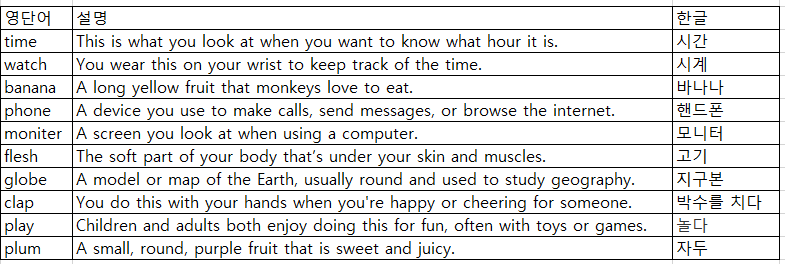 영단어 설명 한글
time This is what you look at when you want to know what hour it is. 시간
watch You wear this on your wrist to keep track of the time. 시계
banana A long yellow fruit that monkeys love to eat. 바나나
phone A device you use to make calls, send messages, or browse the internet. 핸드폰
moniter A screen you look at when using a computer. 모니터
flesh The soft part of your body that’s under your skin and muscles. 고기
globe A model or map of the Earth, usually round and used to study geography. 지구본
clap You do this with your hands when you're happy or cheering for someone. 박수를 치다
play Children and adults both enjoy doing this for fun, often with toys or games. 놀다
plum A small, round, purple fruit that is sweet and juicy. 자두